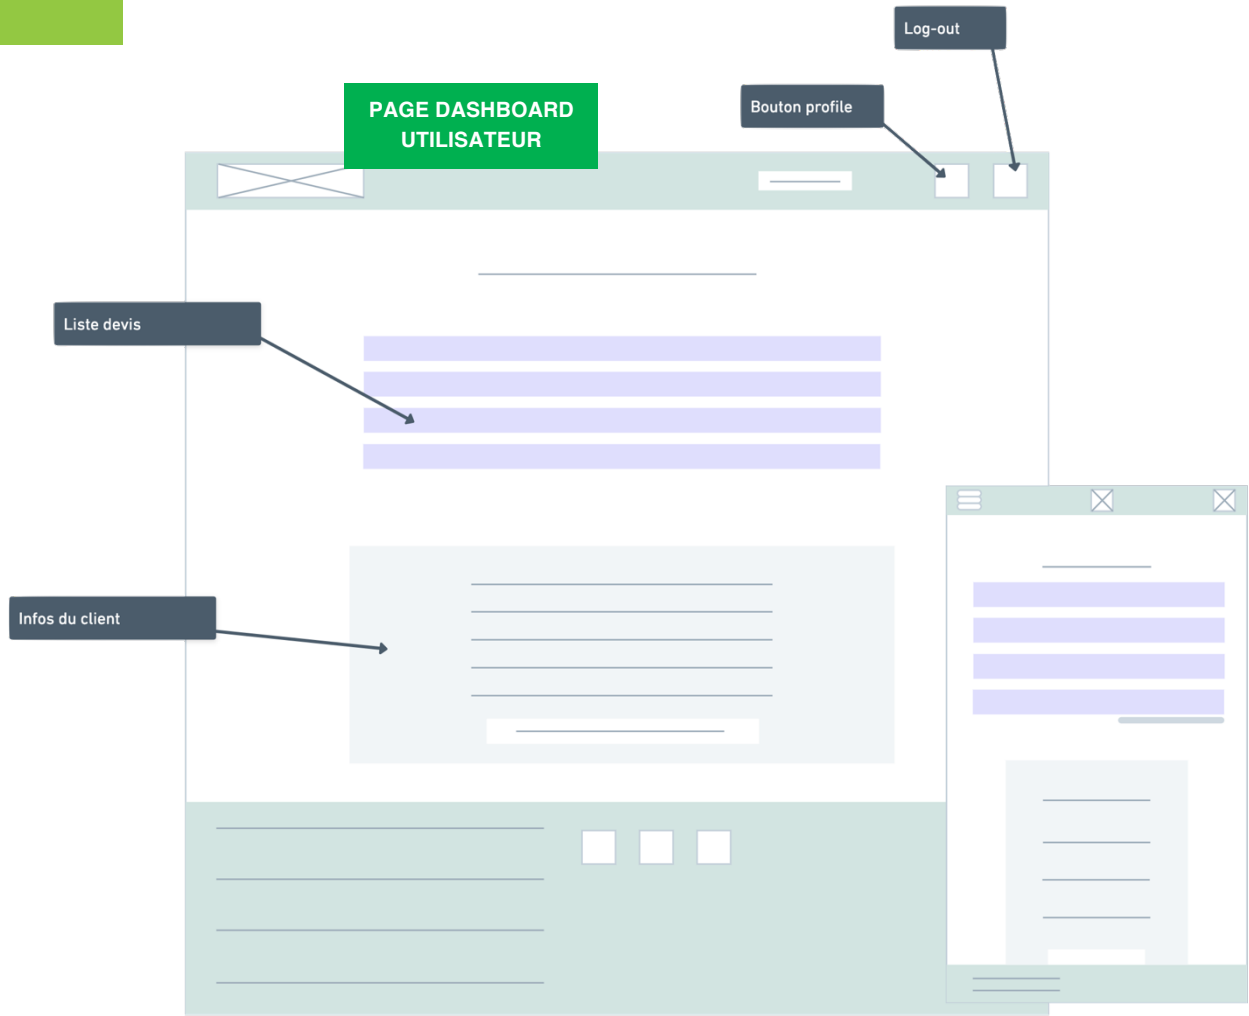 Log-out
Bouton profile
PAGE DASHBOARD
UTILISATEUR
Liste devis
Infos du client